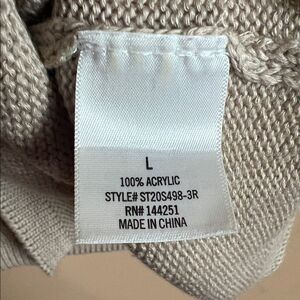 L
100% ACRYLIC
STYLE# ST20S498-3R
RN# 144251
MADE IN CHINA